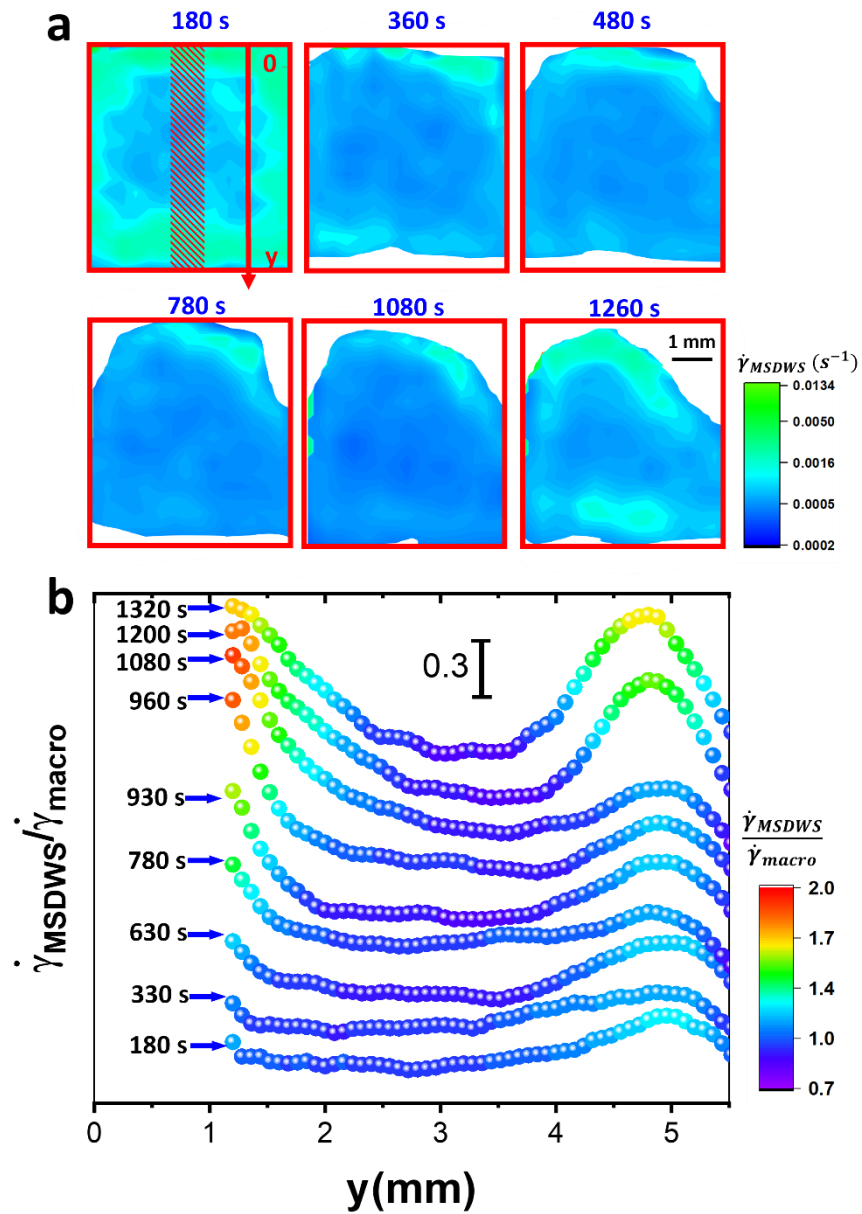 a
180 s
360 s
480 s
0
y
780 s
1080 s
1260 s
1 mm
γ̇MSDWS (s⁻¹)
0.0134
0.0050
0.0016
0.0005
0.0002
b
1320 s
1200 s
1080 s
960 s
930 s
780 s
630 s
330 s
180 s
0.3
γ̇MSDWS/γ̇macro
γ̇MSDWS
γ̇macro
2.0
1.7
1.4
1.0
0.7
0 1 2 3 4 5
y(mm)